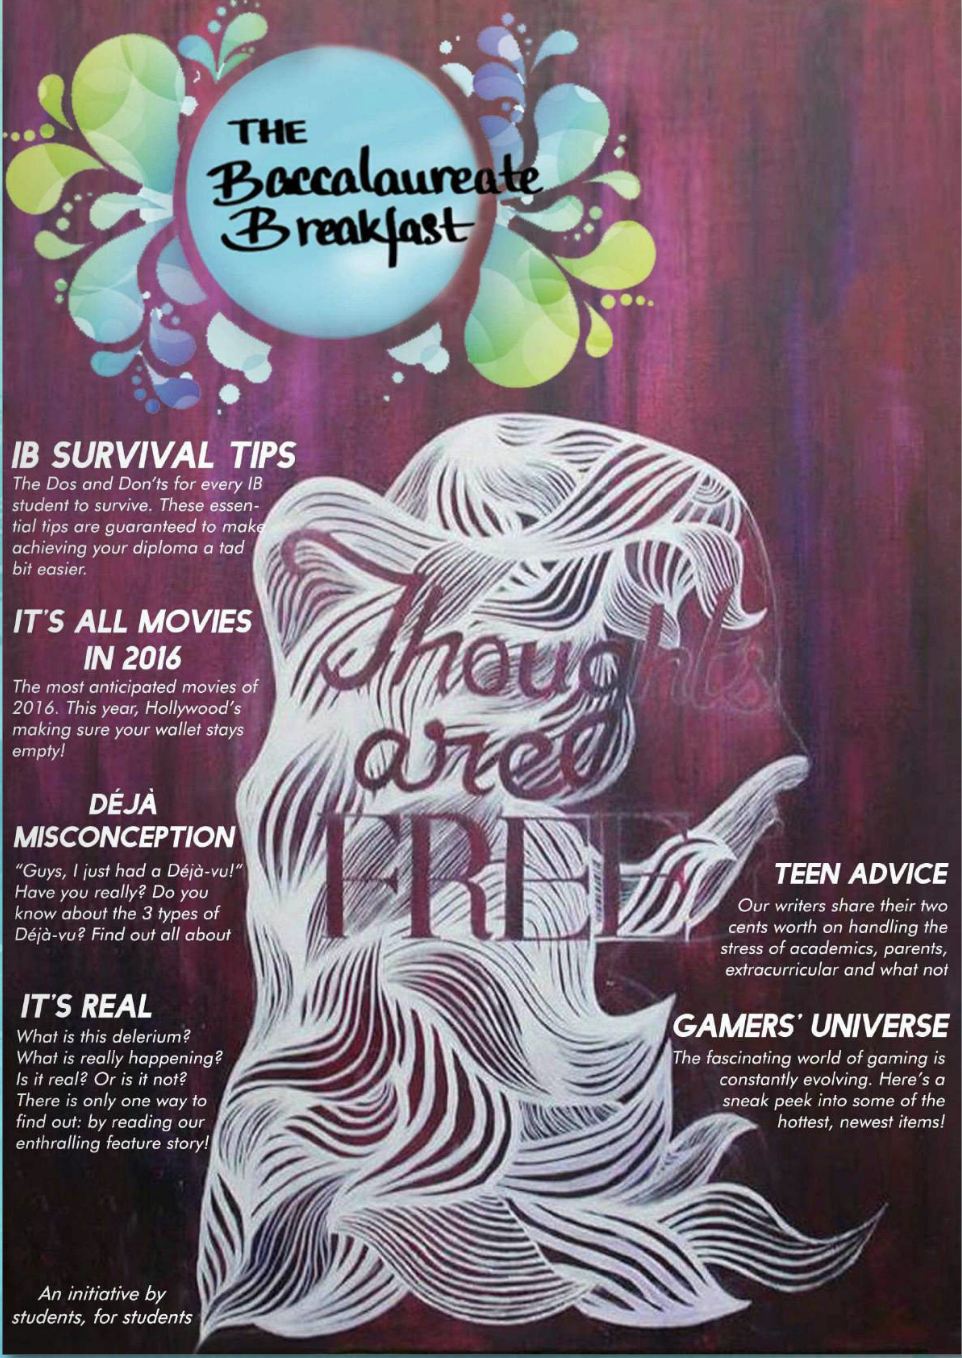 THE
Baccalaureate
Breakfast
IB SURVIVAL TIPS
The Dos and Don'ts for every IB
student to survive. These essen-
tial tips are guaranteed to make
achieving your diploma a tad
bit easier.
IT'S ALL MOVIES
IN 2016
The most anticipated movies of
2016. This year, Hollywood's
making sure your wallet stays
empty!
DÉJÀ
MISCONCEPTION
"Guys, I just had a Déjà-vu!"
Have you really? Do you
know about the 3 types of
Déjà-vu? Find out all about
IT'S REAL
What is this delerium?
What is really happening?
Is it real? Or is it not?
There is only one way to
find out: by reading our
enthralling feature story!
An initiative by
students, for students
Thoughts
are
FREE
TEEN ADVICE
Our writers share their two
cents worth on handling the
stress of academics, parents,
extracurricular and what not
GAMERS' UNIVERSE
The fascinating world of gaming is
constantly evolving. Here's a
sneak peek into some of the
hottest, newest items!